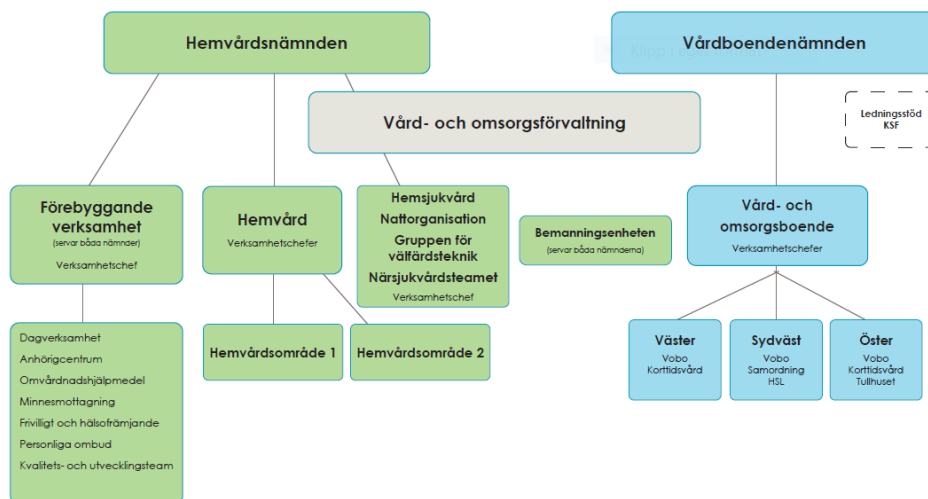 Hemvårdsnämnden
Vårdboendenämnden
Vård- och omsorgsförvaltning
Ledningsstöd
KSF
Förebyggande
verksamhet
(servar båda nämnder)
Verksamhetschef
Hemvård
Verksamhetschefer
Hemsjukvård
Nattorganisation
Gruppen för
välfärdsteknik
Närsjukvårdsteamet
Verksamhetschef
Bemanningsenheten
(servar båda nämnderna)
Vård- och
omsorgsboende
Verksamhetschefer
Dagverksamhet
Anhörigcentrum
Omvårdnadshjälpmedel
Minnesmottagning
Frivilligt och hälsofrämjande
Personliga ombud
Kvalitets- och utvecklingsteam
Hemvårdsområde 1
Hemvårdsområde 2
Väster
Vobo
Korttidsvård
Sydväst
Vobo
Samordning
HSL
Öster
Vobo
Korttidsvård
Tullhuset